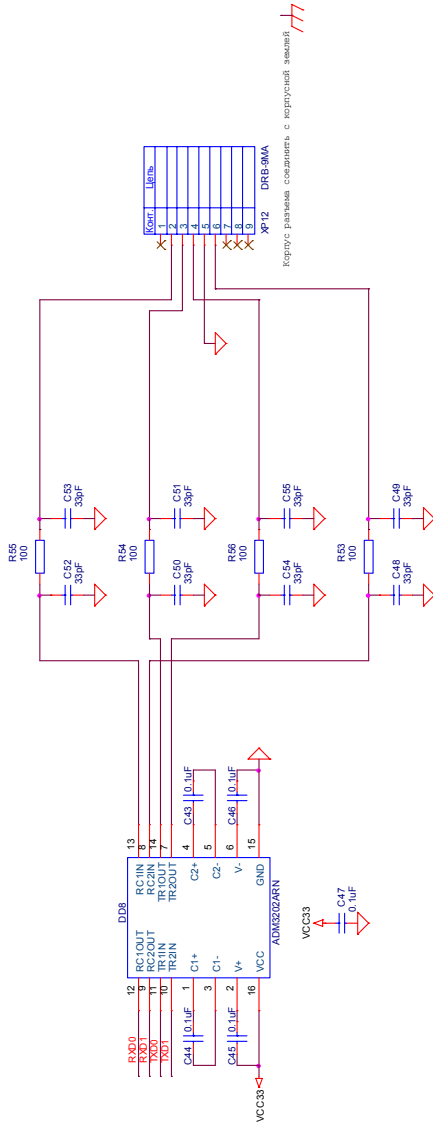 Корпус разъема соединить с корпусной землей
Конт. Цепь
1
2
3
4
5
6
7
8
9
XP12 DRB-9MA
R55
100
C52
33pF
C53
33pF
R54
100
C50
33pF
C51
33pF
R56
100
C54
33pF
C55
33pF
R53
100
C48
33pF
C49
33pF
DD8
12 RC1OUT RC1IN 13
9 RC2OUT RC2IN 8
11 TR1IN TR1OUT 14
10 TR2IN TR2OUT 7
1 C1+ C2+ 4
3 C1- C2- 5
2 V+ V- 6
16 VCC GND 15
ADM3202ARN
RXD0
RXD1
TXD0
TXD1
C44 0.1uF
C45 0.1uF
C43 0.1uF
C46 0.1uF
VCC33
VCC33
C47
0.1uF